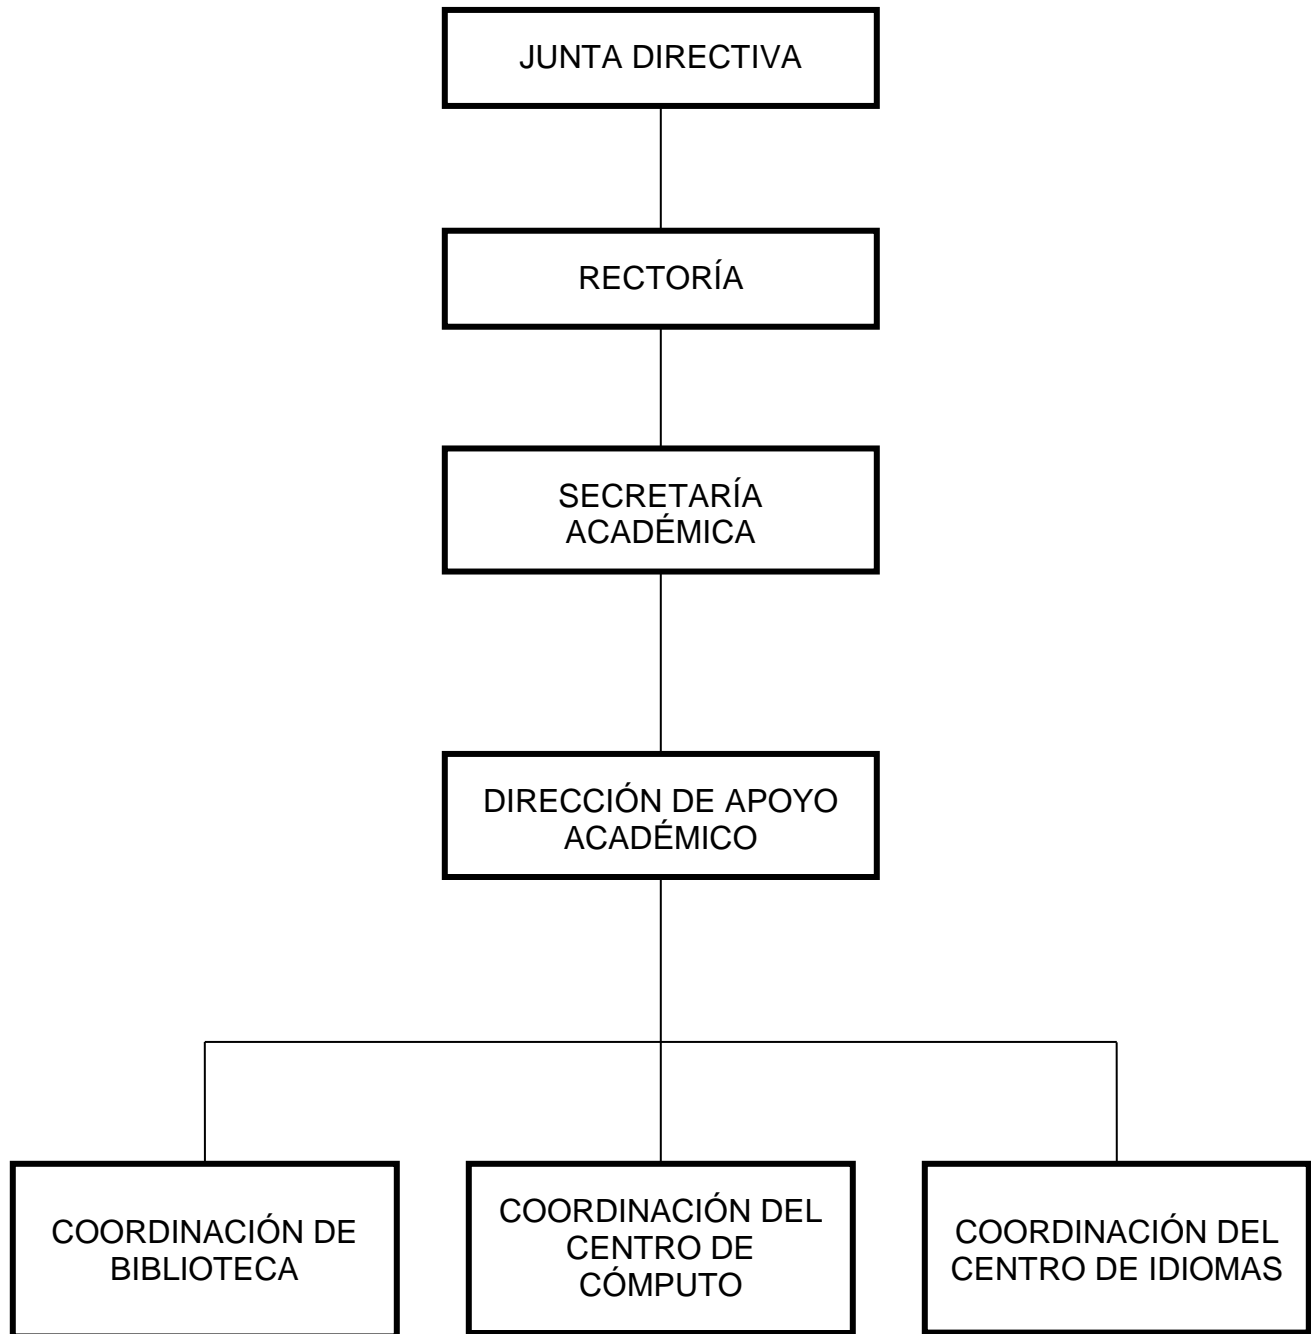 JUNTA DIRECTIVA
RECTORÍA
SECRETARÍA
ACADÉMICA
DIRECCIÓN DE APOYO
ACADÉMICO
COORDINACIÓN DE
BIBLIOTECA
COORDINACIÓN DEL
CENTRO DE
CÓMPUTO
COORDINACIÓN DEL
CENTRO DE IDIOMAS